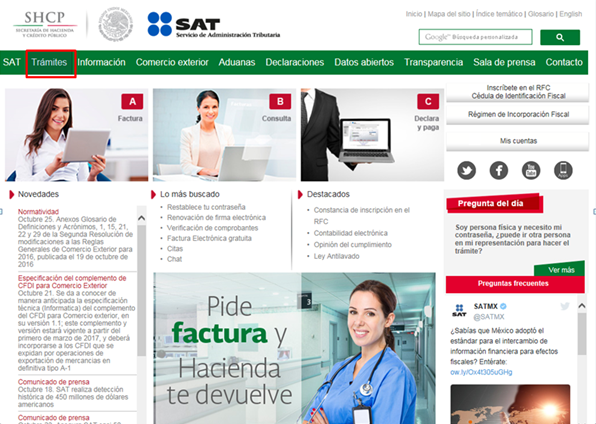 SHCP
SECRETARÍA DE HACIENDA
Y CRÉDITO PÚBLICO
SAT
Servicio de Administración Tributaria
Inicio | Mapa del sitio | Índice temático | Glosario | English
Google Búsqueda personalizada
SAT Trámites Información Comercio exterior Aduanas Declaraciones Datos abiertos Transparencia Sala de prensa Contacto
A
Factura
B
Consulta
C
Declara
y paga
Inscríbete en el RFC
Cédula de Identificación Fiscal
Régimen de Incorporación Fiscal
Mis cuentas
You
Tube
Novedades
Normatividad
Octubre 25. Anexos Glosario de
Definiciones y Acrónimos, 1, 15, 21,
22 y 29 de la Segunda Resolución de
modificaciones a las Reglas
Generales de Comercio Exterior para
2016, publicada el 19 de octubre de
2016
Especificación del complemento de
CFDI para Comercio Exterior
Octubre 21. Se da a conocer de
manera anticipada la especificación
técnica (Informatica) del complemento
del CFDI para Comercio exterior, en
su versión 1.1; este complemento y
versión estará vigente a partir del
primero de marzo de 2017, y deberá
incorporarse a los CFDI que se
expidan por operaciones de
exportación de mercancías en
definitiva tipo A-1
Comunicado de prensa
Octubre 18. SAT realiza detección
histórica de 450 millones de dólares
americanos
Comunicado de prensa
Lo más buscado
Restablece tu contraseña
Renovación de firma electrónica
Verificación de comprobantes
Factura Electrónica gratuita
Citas
Chat
Destacados
Constancia de inscripción en el
RFC
Contabilidad electrónica
Opinión del cumplimiento
Ley Antilavado
Pide
factura y
Hacienda
te devuelve
3
Pregunta del día
Soy persona física y necesito mi
contraseña, ¿puede ir otra persona
en mi representación para hacer el
trámite?
Ver más
Preguntas frecuentes
SAT
SATMX
@SATMX
¿Sabías que México adoptó el
estándar para el intercambio de
información financiera para efectos
fiscales? Entérate: